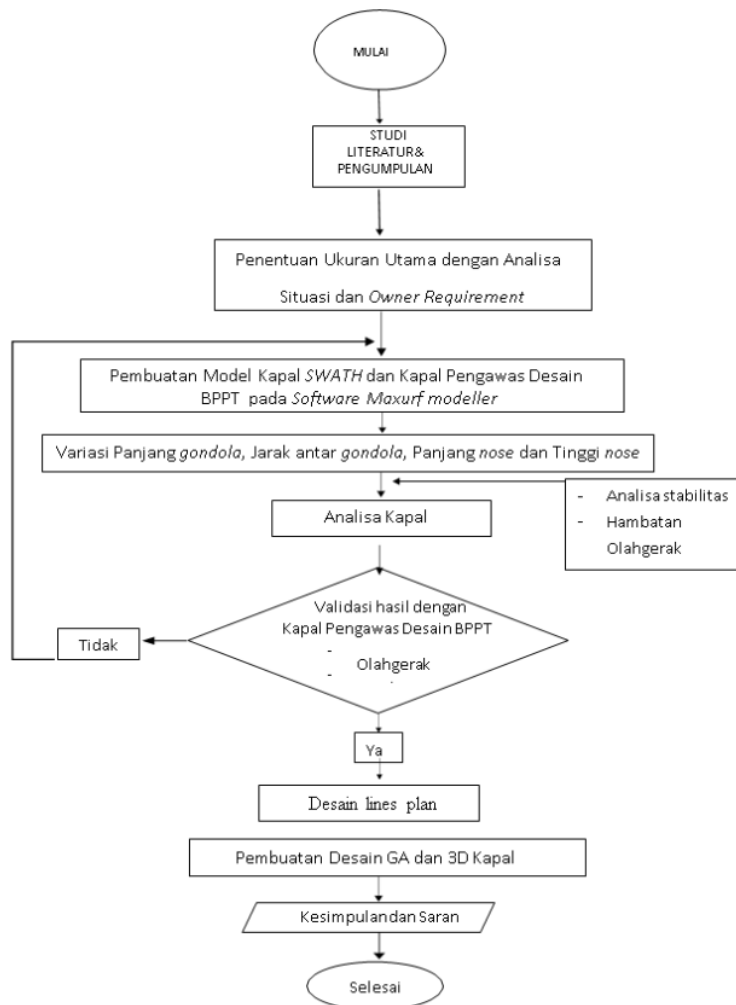 MULAI
STUDI
LITERATUR&
PENGUMPULAN
Penentuan Ukuran Utama dengan Analisa
Situasi dan Owner Requirement
Pembuatan Model Kapal SWATH dan Kapal Pengawas Desain
BPPT pada Software Maxurf modeller
Variasi Panjang gondola, Jarak antar gondola, Panjang nose dan Tinggi nose
- Analisa stabilitas
- Hambatan
Olahgerak
Analisa Kapal
Validasi hasil dengan
Kapal Pengawas Desain BPPT
-
Olahgerak
-
Tidak
Ya
Desain lines plan
Pembuatan Desain GA dan 3D Kapal
Kesimpulandan Saran
Selesai